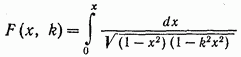 F(x, k) = ∫₀ˣ dx / √((1 − x²)(1 − k²x²))